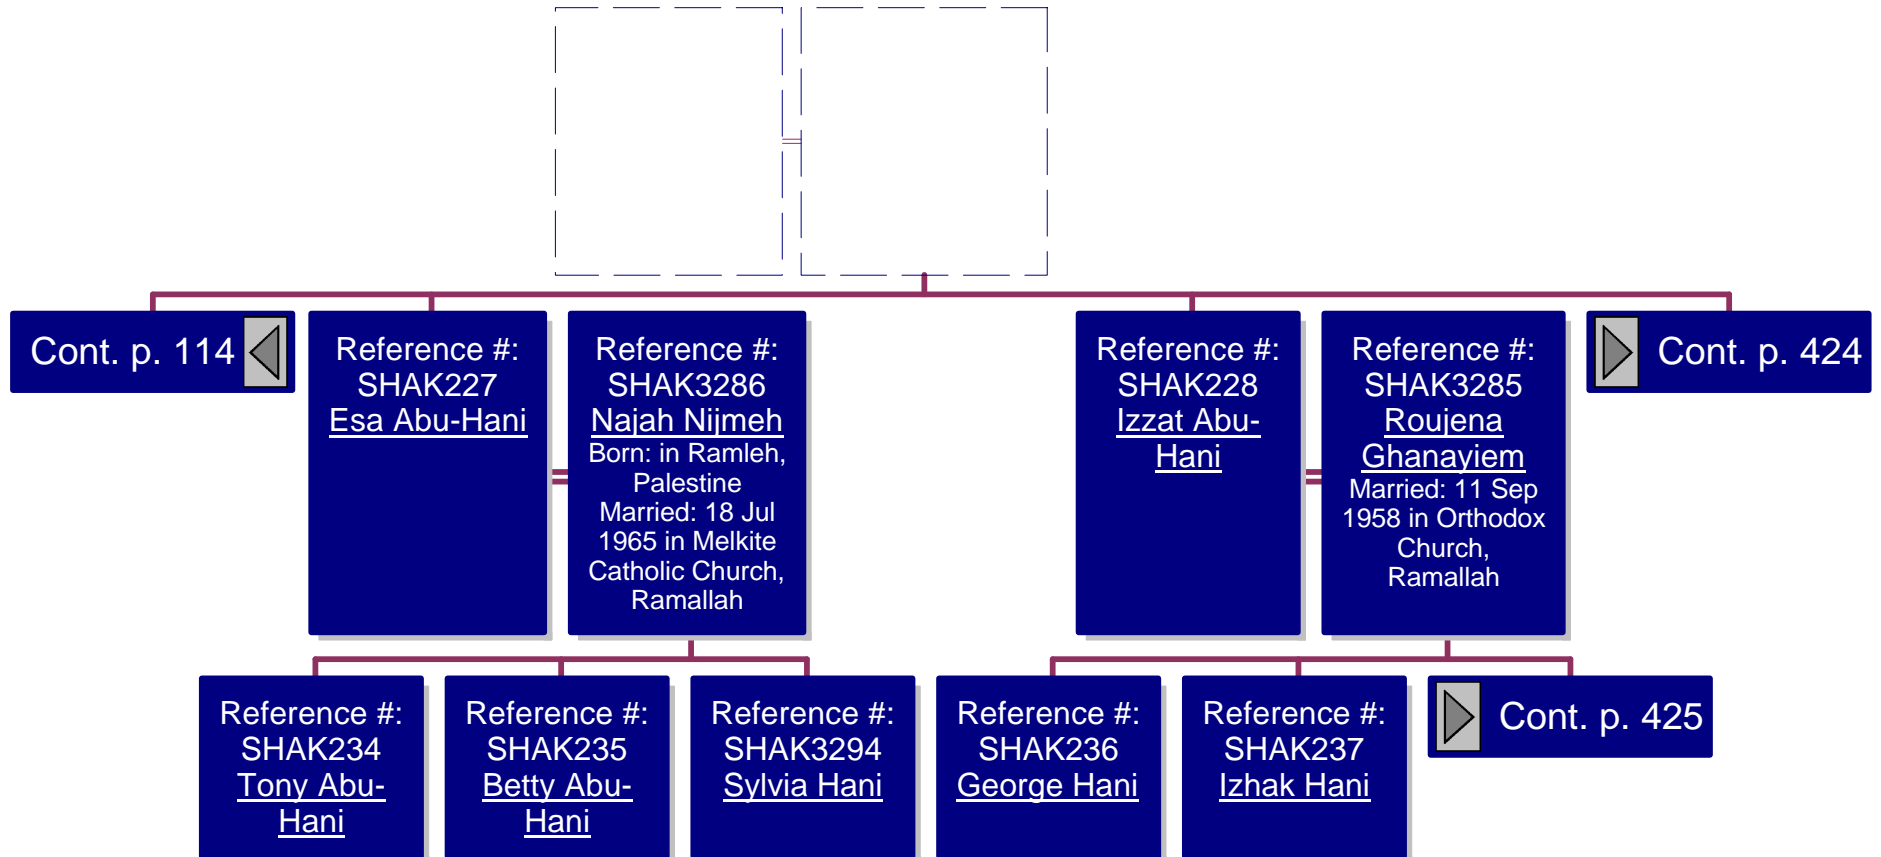 Cont. p. 114
Reference #:
SHAK227
Esa Abu-Hani
Reference #:
SHAK3286
Najah Nijmeh
Born: in Ramleh,
Palestine
Married: 18 Jul
1965 in Melkite
Catholic Church,
Ramallah
Reference #:
SHAK228
Izzat Abu-
Hani
Reference #:
SHAK3285
Roujena
Ghanayiem
Married: 11 Sep
1958 in Orthodox
Church,
Ramallah
Cont. p. 424
Reference #:
SHAK234
Tony Abu-
Hani
Reference #:
SHAK235
Betty Abu-
Hani
Reference #:
SHAK3294
Sylvia Hani
Reference #:
SHAK236
George Hani
Reference #:
SHAK237
Izhak Hani
Cont. p. 425